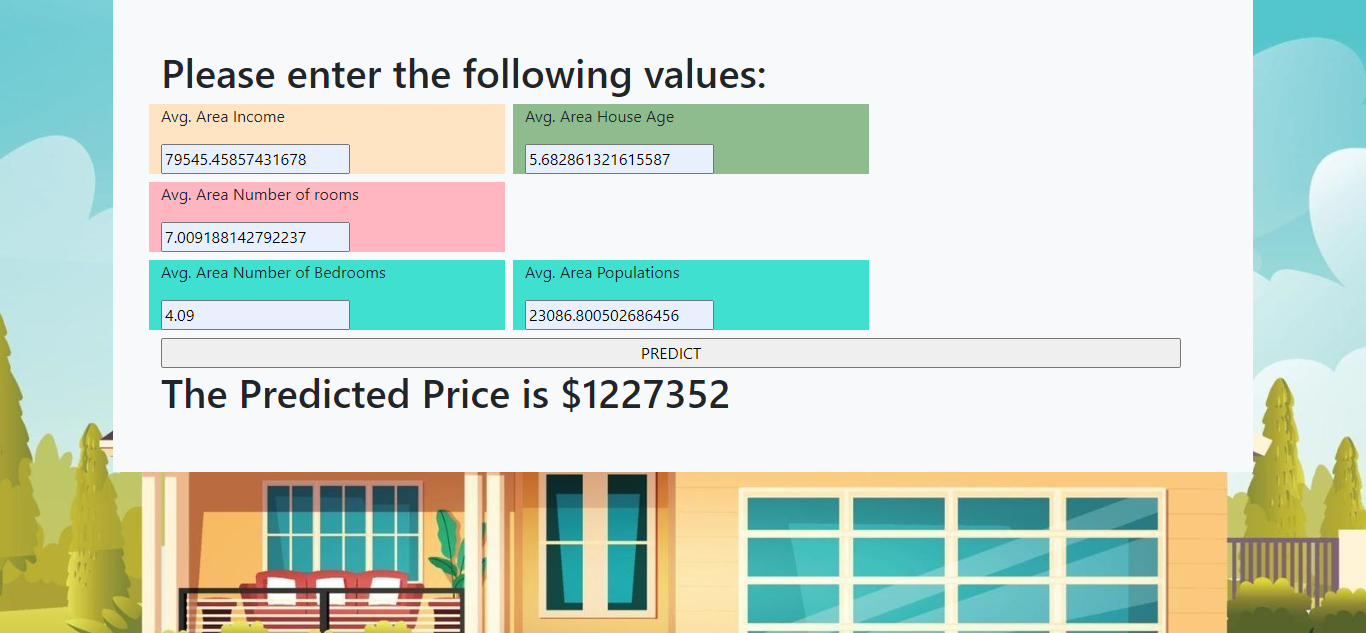 Please enter the following values:
Avg. Area Income
79545.45857431678
Avg. Area House Age
5.682861321615587
Avg. Area Number of rooms
7.009188142792237
Avg. Area Number of Bedrooms
4.09
Avg. Area Populations
23086.800502686456
PREDICT
The Predicted Price is $1227352